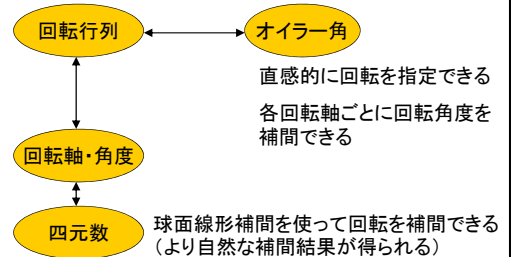 回転行列
オイラー角
直感的に回転を指定できる
各回転軸ごとに回転角度を
補間できる
回転軸・角度
四元数
球面線形補間を使って回転を補間できる
（より自然な補間結果が得られる）